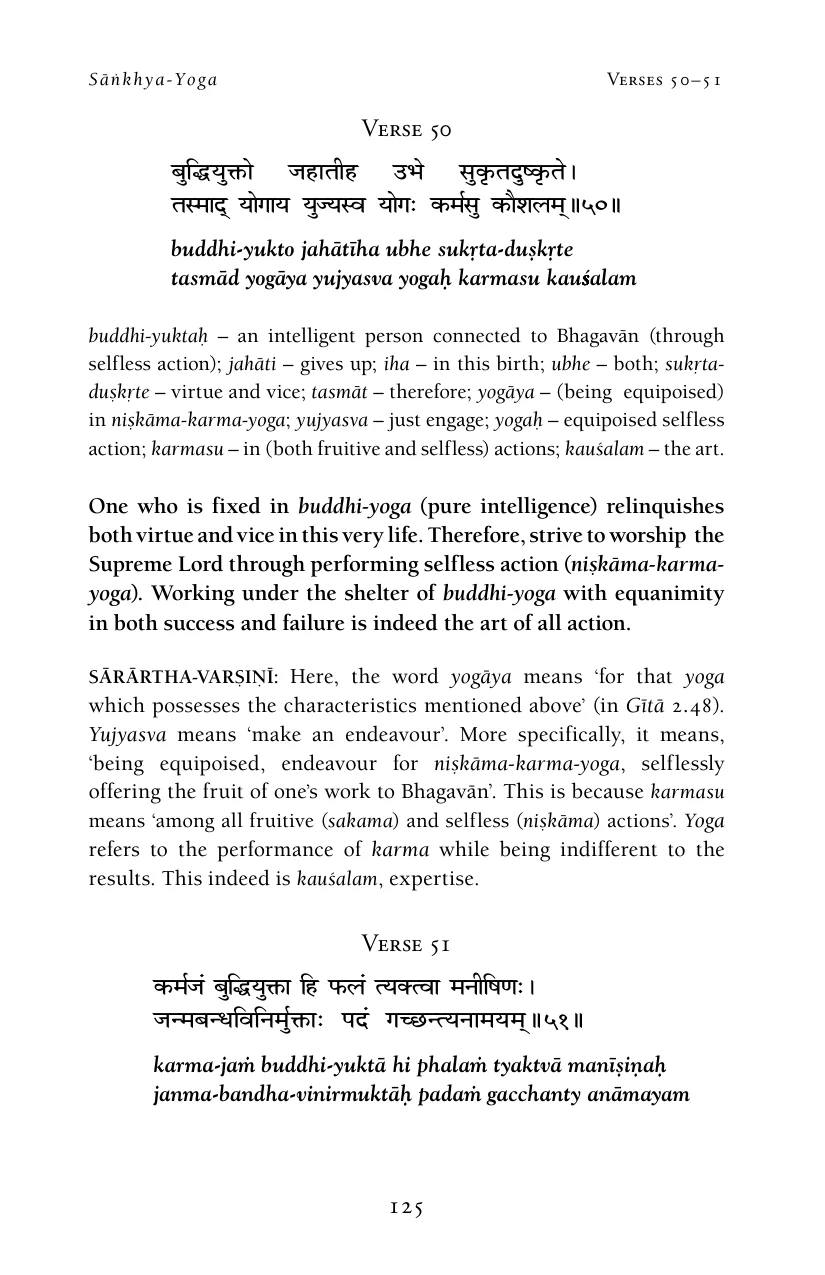 Sāṅkhya-Yoga Verses 50–51
Verse 50
बुद्धियुक्तो जहातीह उभे सुकृतदुष्कृते।
तस्माद् योगाय युज्यस्व योगः कर्मसु कौशलम्॥५०॥
buddhi-yukto jahātīha ubhe sukṛta-duṣkṛte
tasmād yogāya yujyasva yogaḥ karmasu kauśalam
buddhi-yuktaḥ – an intelligent person connected to Bhagavān (through
selfless action); jahāti – gives up; iha – in this birth; ubhe – both; sukṛta-
duṣkṛte – virtue and vice; tasmāt – therefore; yogāya – (being equipoised)
in niṣkāma-karma-yoga; yujyasva – just engage; yogaḥ – equipoised selfless
action; karmasu – in (both fruitive and selfless) actions; kauśalam – the art.
One who is fixed in buddhi-yoga (pure intelligence) relinquishes
both virtue and vice in this very life. Therefore, strive to worship the
Supreme Lord through performing selfless action (niṣkāma-karma-
yoga). Working under the shelter of buddhi-yoga with equanimity
in both success and failure is indeed the art of all action.
SĀRĀRTHA-VARṢIṆĪ: Here, the word yogāya means ‘for that yoga
which possesses the characteristics mentioned above’ (in Gītā 2.48).
Yujyasva means ‘make an endeavour’. More specifically, it means,
‘being equipoised, endeavour for niṣkāma-karma-yoga, selflessly
offering the fruit of one’s work to Bhagavān’. This is because karmasu
means ‘among all fruitive (sakama) and selfless (niṣkāma) actions’. Yoga
refers to the performance of karma while being indifferent to the
results. This indeed is kauśalam, expertise.
Verse 51
कर्मजं बुद्धियुक्ता हि फलं त्यक्त्वा मनीषिणः।
जन्मबन्धविनिर्मुक्ताः पदं गच्छन्त्यनामयम्॥५१॥
karma-jaṁ buddhi-yuktā hi phalaṁ tyaktvā manīṣiṇaḥ
janma-bandha-vinirmuktāḥ padaṁ gacchanty anāmayam
125